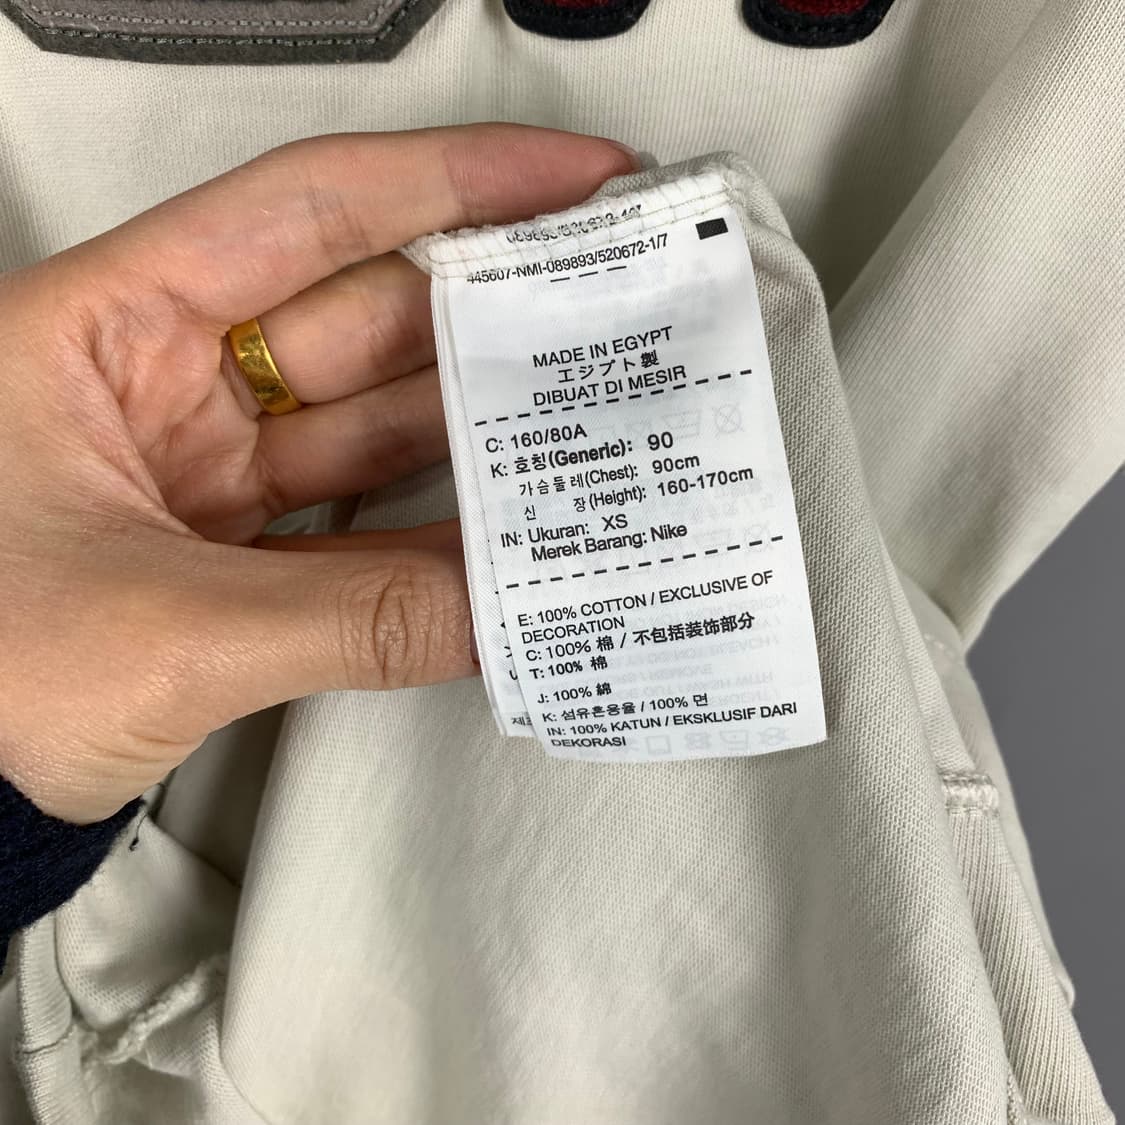 445607-NMI-089893/520672-1/7
MADE IN EGYPT
エジプト製
DIBUAT DI MESIR
C: 160/80A
K: 호칭(Generic): 90
가슴둘레(Chest): 90cm
신 장(Height): 160-170cm
IN: Ukuran: XS
Merek Barang: Nike
E: 100% COTTON / EXCLUSIVE OF
DECORATION
C: 100% 棉 / 不包括装饰部分
T: 100% 棉
J: 100% 綿
K: 섬유혼용율 / 100% 면
IN: 100% KATUN / EKSKLUSIF DARI
DEKORASI